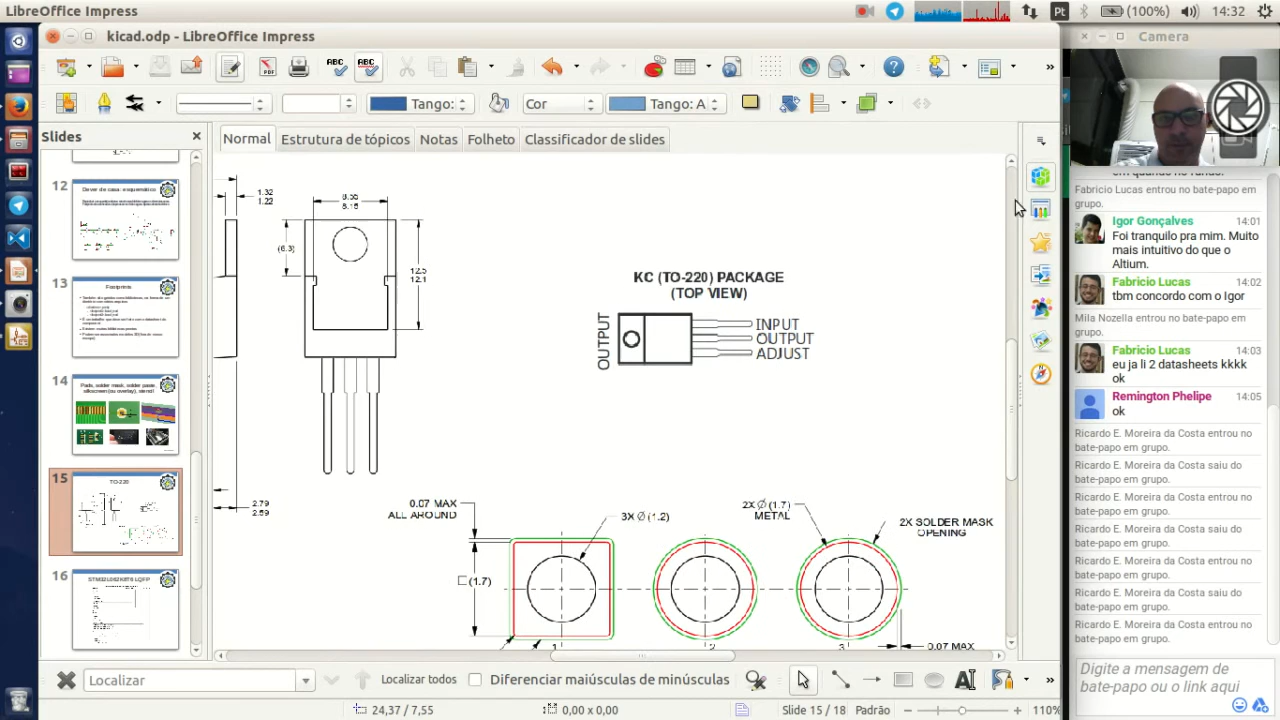 LibreOffice Impress
Pt
(100%)
14:32
kicad.odp - LibreOffice Impress
Camera
ABC
ABC
PDF
Tango:
Cor
Tango: A
Slides
Normal
Estrutura de tópicos
Notas
Folheto
Classificador de slides
12
Dever de casa: esquemático
13
Footprints
14
Pads, solder mask, solder paste,
silkscreen (ou overlay), stencil
15
TO-220
16
1.32
1.22
(6.3)
2.79
2.59
KC (TO-220) PACKAGE
(TOP VIEW)
OUTPUT
INPUT
OUTPUT
ADJUST
0.07 MAX
ALL AROUND
3X Ø (1.2)
2X Ø (1.7)
METAL
2X SOLDER MASK
OPENING
(1.7)
1
2
3
0.07 MAX
em quando no Tarias.
Fabricio Lucas entrou no bate-papo em
grupo.
Igor Gonçalves 14:01
Foi tranquilo pra mim. Muito
mais intuitivo do que o
Altium.
Fabricio Lucas 14:02
tbm concordo com o Igor
Mila Nozella entrou no bate-papo em
grupo.
Fabricio Lucas 14:03
eu ja li 2 datasheets kkkk
ok
Remington Phelipe 14:05
ok
Ricardo E. Moreira da Costa entrou no
bate-papo em grupo.
Ricardo E. Moreira da Costa saiu do
bate-papo em grupo.
Ricardo E. Moreira da Costa entrou no
bate-papo em grupo.
Ricardo E. Moreira da Costa saiu do
bate-papo em grupo.
Ricardo E. Moreira da Costa entrou no
bate-papo em grupo.
Ricardo E. Moreira da Costa saiu do
bate-papo em grupo.
Ricardo E. Moreira da Costa entrou no
bate-papo em grupo.
Digite a mensagem de
bate-papo ou o link aqui
Localizar
Localizar todos
Diferenciar maiúsculas de minúsculas
24,37 / 7,55
0,00 x 0,00
Slide 15 / 18
Padrão
110%